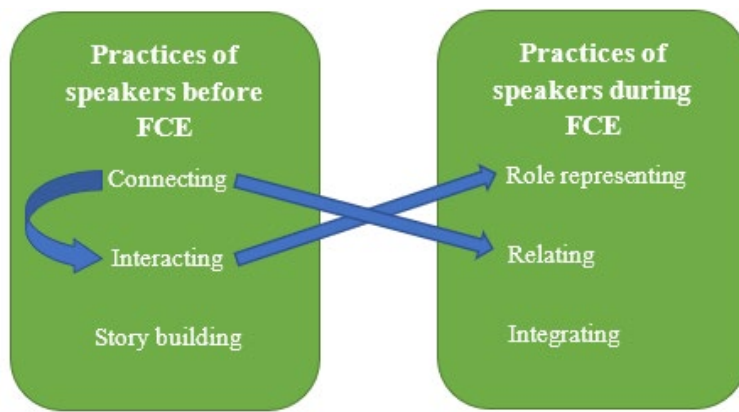 Practices of
speakers before
FCE
Connecting
Interacting
Story building
Practices of
speakers during
FCE
Role representing
Relating
Integrating